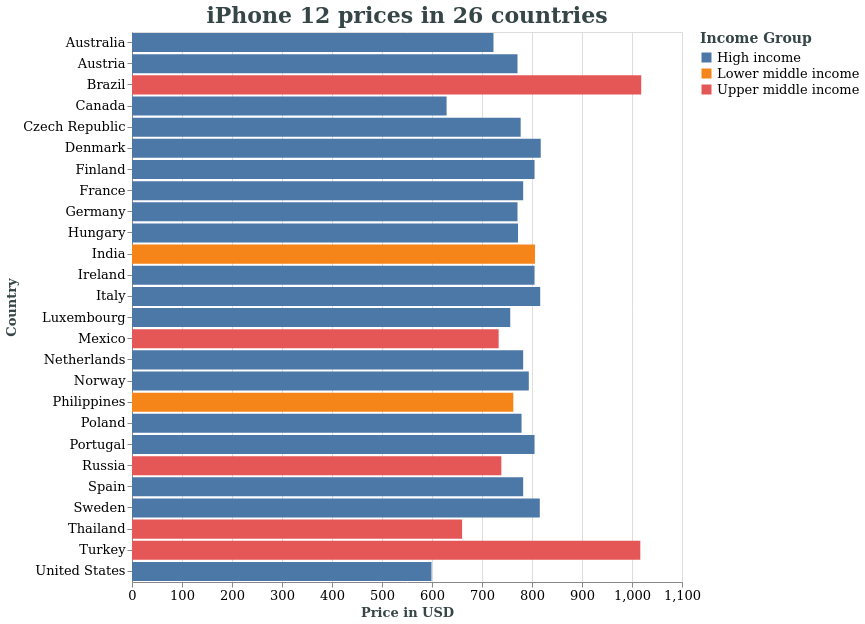 iPhone 12 prices in 26 countries
Income Group
High income
Lower middle income
Upper middle income
Country
Australia
Austria
Brazil
Canada
Czech Republic
Denmark
Finland
France
Germany
Hungary
India
Ireland
Italy
Luxembourg
Mexico
Netherlands
Norway
Philippines
Poland
Portugal
Russia
Spain
Sweden
Thailand
Turkey
United States
0 100 200 300 400 500 600 700 800 900 1,000 1,100
Price in USD